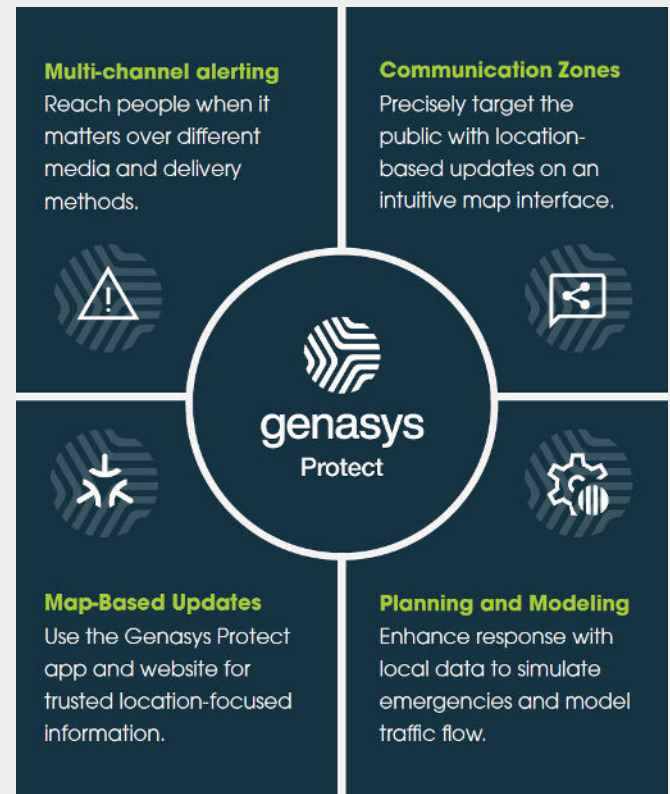 Multi-channel alerting
Reach people when it
matters over different
media and delivery
methods.
Communication Zones
Precisely target the
public with location-
based updates on an
intuitive map interface.
genasys
Protect
Map-Based Updates
Use the Genasys Protect
app and website for
trusted location-focused
information.
Planning and Modeling
Enhance response with
local data to simulate
emergencies and model
traffic flow.